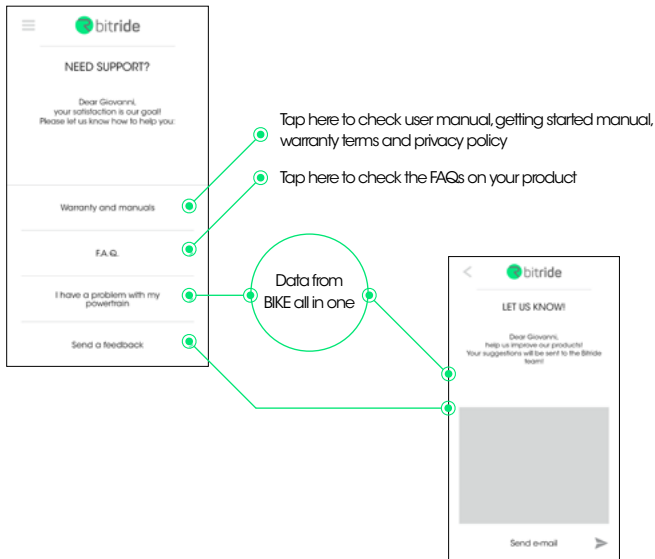 bitride
NEED SUPPORT?
Dear Giovanni,
your satisfaction is our goal!
Please let us know how to help you:
Warranty and manuals
F.A.Q.
I have a problem with my
powertrain
Send a feedback
Tap here to check user manual, getting started manual,
warranty terms and privacy policy
Tap here to check the FAQs on your product
Data from
BIKE all in one
bitride
LET US KNOW!
Dear Giovanni,
help us improve our products!
Your suggestions will be sent to the Bitride
team!
Send e-mail